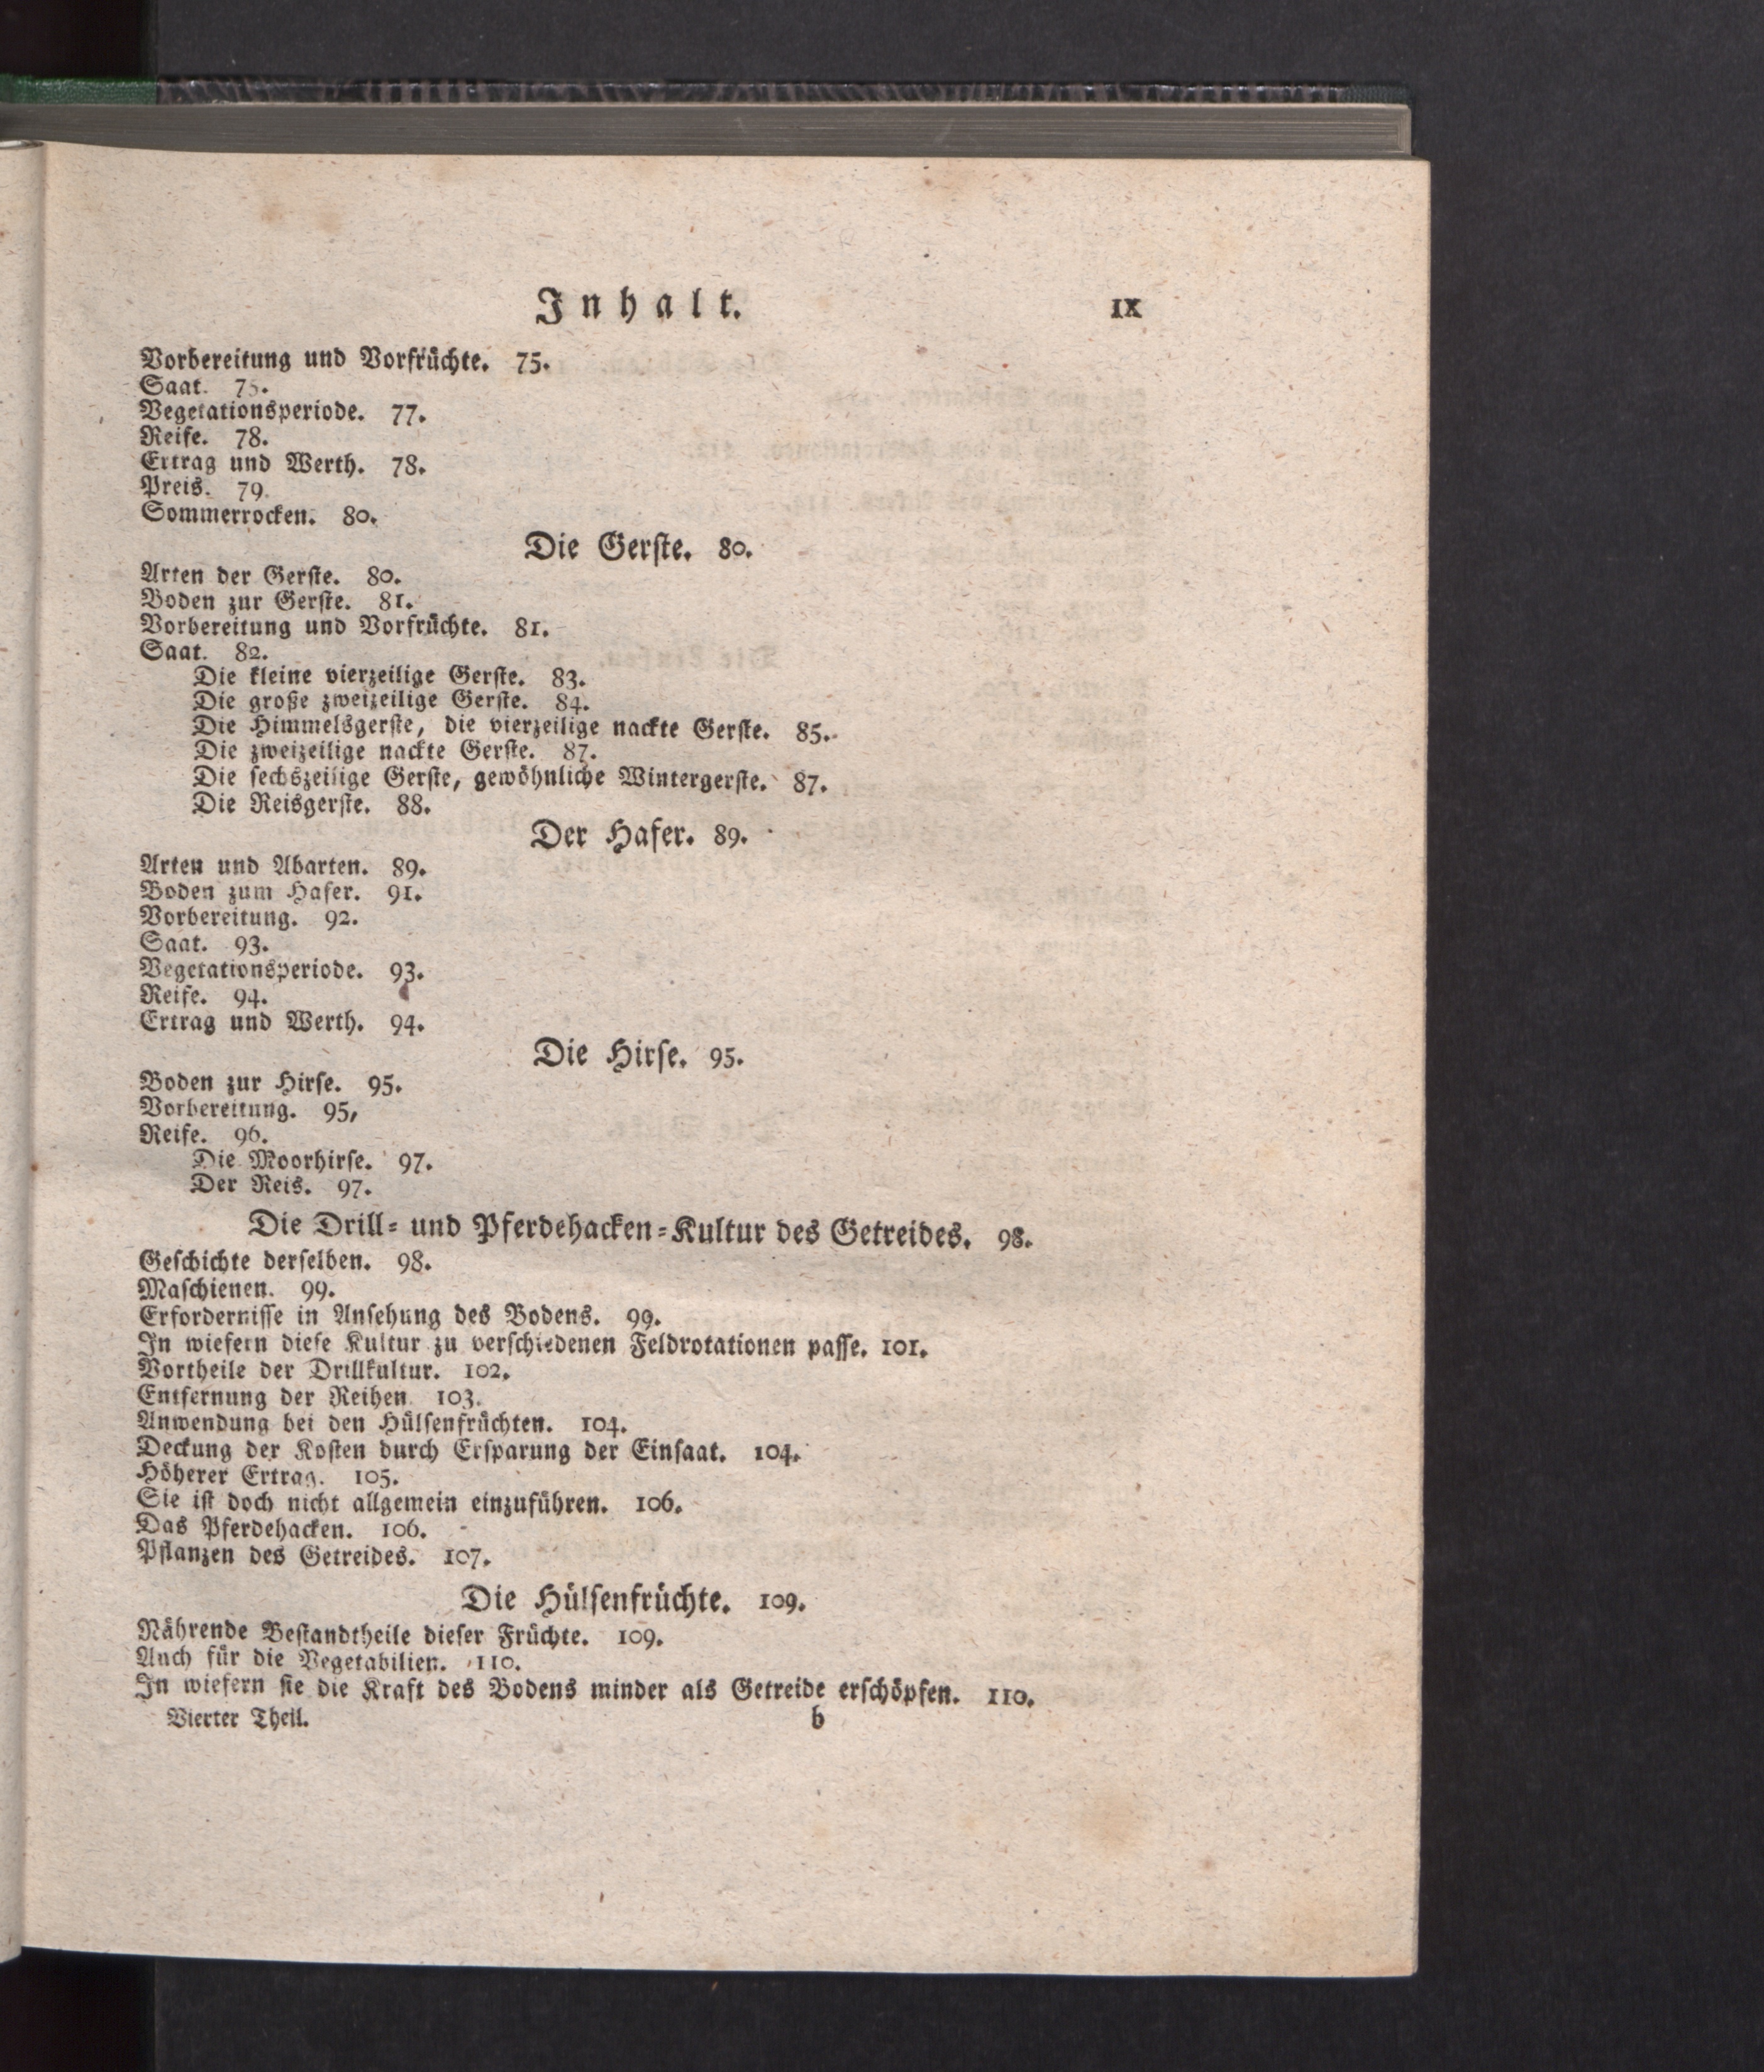 Inhalt. IX
Vorbereitung und Vorfrüchte. 75.
Saat. 75.
Vegetationsperiode. 77.
Reife. 78.
Ertrag und Werth. 78.
Preis. 79.
Sommerrocken. 80.
Die Gerſte. 80.
Arten der Gerſte. 80.
Boden zur Gerſte. 81.
Vorbereitung und Vorfrüchte. 81.
Saat. 82.
Die kleine vierzeilige Gerſte. 83.
Die große zweizeilige Gerſte. 84.
Die Himmelsgerſte, die vierzeilige nackte Gerſte. 85.
Die zweizeilige nackte Gerſte. 87.
Die ſechszeilige Gerſte, gewöhnliche Wintergerſte. 87.
Die Reisgerſte. 88.
Der Hafer. 89.
Arten und Abarten. 89.
Boden zum Hafer. 91.
Vorbereitung. 92.
Saat. 93.
Vegetationsperiode. 93.
Reife. 94.
Ertrag und Werth. 94.
Die Hirſe. 95.
Boden zur Hirſe. 95.
Vorbereitung. 95,
Reife. 96.
Die Moorhirſe. 97.
Der Reis. 97.
Die Drill- und Pferdehacken-Kultur des Getreides. 98.
Geſchichte derſelben. 98.
Maſchienen. 99.
Erforderniſſe in Anſehung des Bodens. 99.
In wiefern dieſe Kultur zu verſchiedenen Feldrotationen paſſe. 101.
Vortheile der Drillkultur. 102.
Entfernung der Reihen. 103.
Anwendung bei den Hülſenfrüchten. 104.
Deckung der Koſten durch Erſparung der Einſaat. 104.
Höherer Ertrag. 105.
Sie iſt doch nicht allgemein einzuführen. 106.
Das Pferdehacken. 106.
Pflanzen des Getreides. 107.
Die Hülſenfrüchte. 109.
Nährende Beſtandtheile dieſer Früchte. 109.
Auch für die Vegetabilien. 110.
In wiefern ſie die Kraft des Bodens minder als Getreide erſchöpfen. 110.
Vierter Theil. b